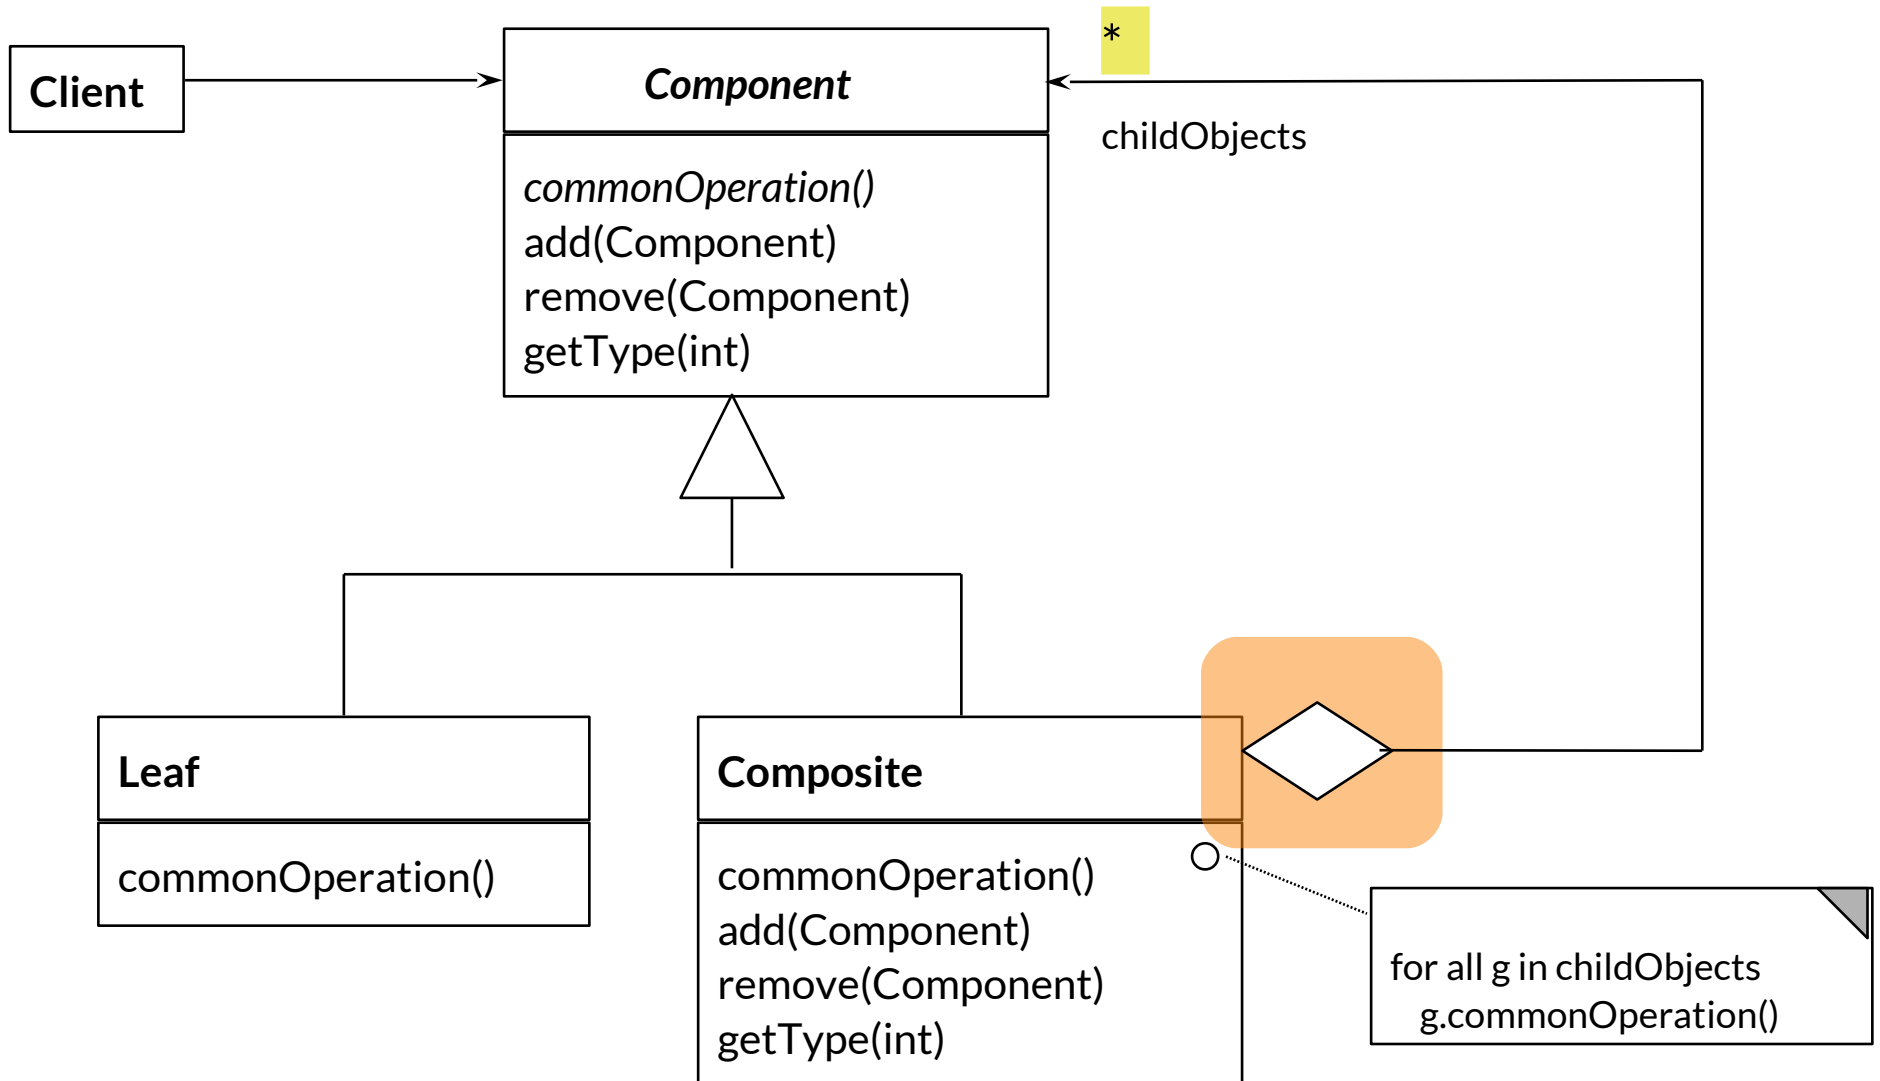 Client
Component
*
childObjects
commonOperation()
add(Component)
remove(Component)
getType(int)
Leaf
commonOperation()
Composite
commonOperation()
add(Component)
remove(Component)
getType(int)
for all g in childObjects
g.commonOperation()